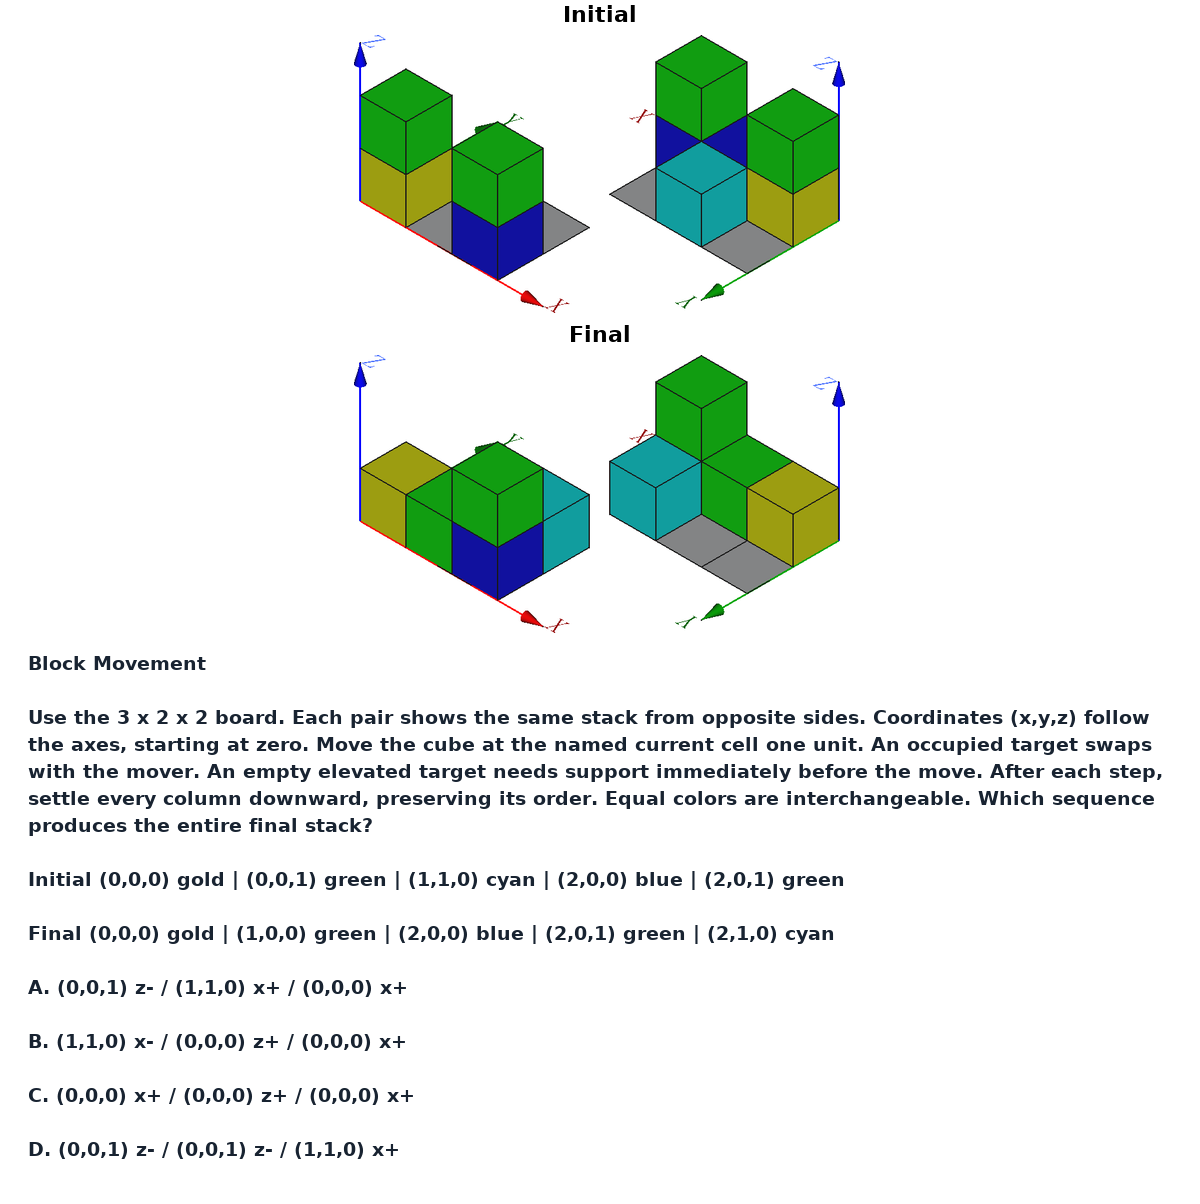 Initial
Z
Y
X
Z
X
Y
Final
Z
Y
X
Z
X
Y
Block Movement
Use the 3 x 2 x 2 board. Each pair shows the same stack from opposite sides. Coordinates (x,y,z) follow
the axes, starting at zero. Move the cube at the named current cell one unit. An occupied target swaps
with the mover. An empty elevated target needs support immediately before the move. After each step,
settle every column downward, preserving its order. Equal colors are interchangeable. Which sequence
produces the entire final stack?
Initial (0,0,0) gold | (0,0,1) green | (1,1,0) cyan | (2,0,0) blue | (2,0,1) green
Final (0,0,0) gold | (1,0,0) green | (2,0,0) blue | (2,0,1) green | (2,1,0) cyan
A. (0,0,1) z- / (1,1,0) x+ / (0,0,0) x+
B. (1,1,0) x- / (0,0,0) z+ / (0,0,0) x+
C. (0,0,0) x+ / (0,0,0) z+ / (0,0,0) x+
D. (0,0,1) z- / (0,0,1) z- / (1,1,0) x+